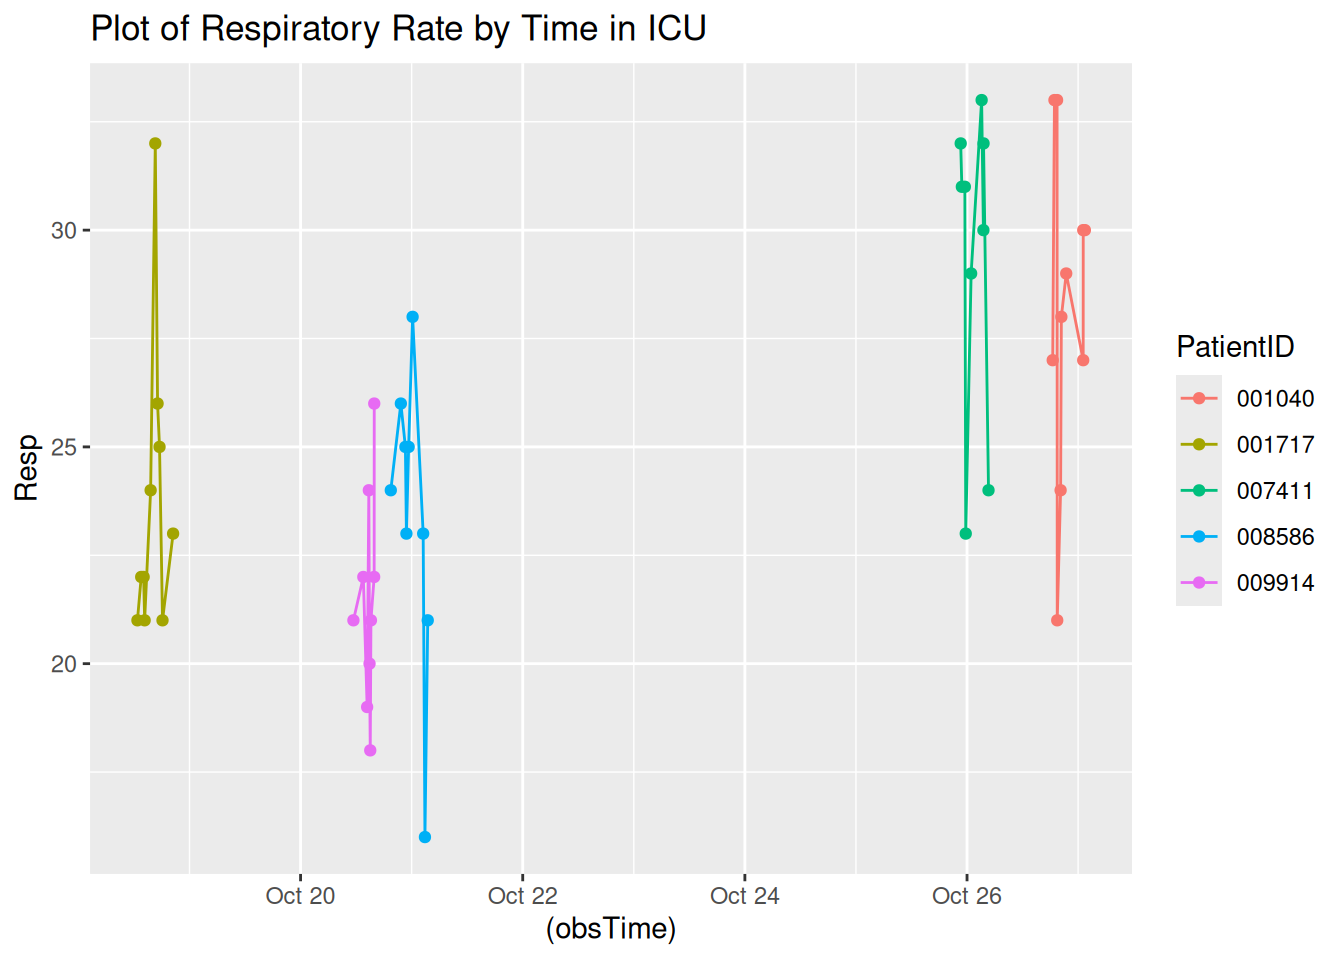 Plot of Respiratory Rate by Time in ICU
Resp
30
25
20
Oct 20
Oct 22
Oct 24
Oct 26
(obsTime)
PatientID
001040
001717
007411
008586
009914